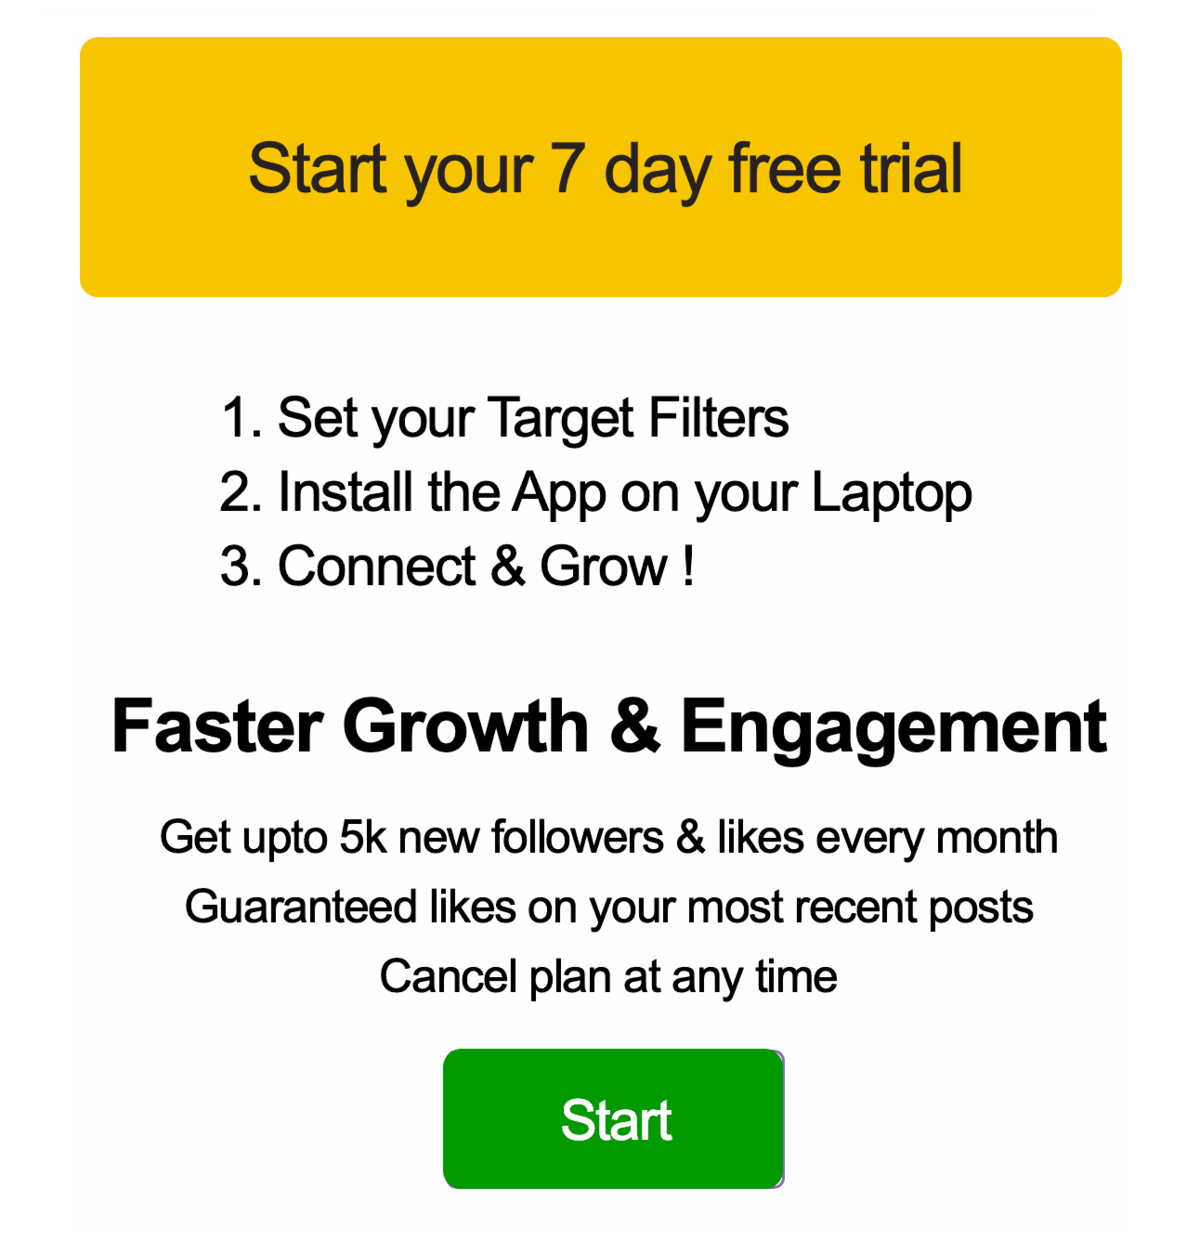 Start your 7 day free trial
1. Set your Target Filters
2. Install the App on your Laptop
3. Connect & Grow !
Faster Growth & Engagement
Get upto 5k new followers & likes every month
Guaranteed likes on your most recent posts
Cancel plan at any time
Start